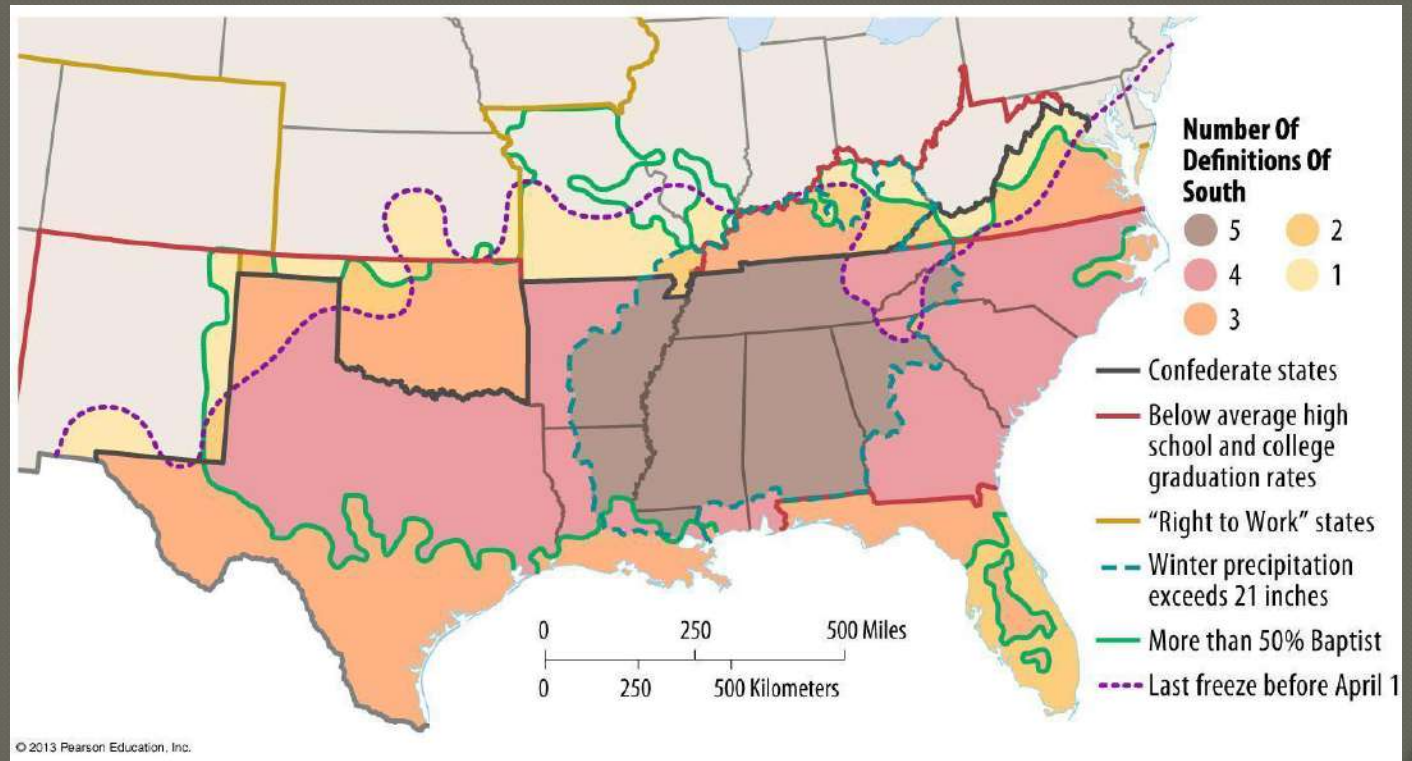 Number Of
Definitions Of
South
5
2
4
1
3
Confederate states
Below average high
school and college
graduation rates
“Right to Work” states
Winter precipitation
exceeds 21 inches
More than 50% Baptist
Last freeze before April 1
0 250 500 Miles
0 250 500 Kilometers
© 2013 Pearson Education, Inc.